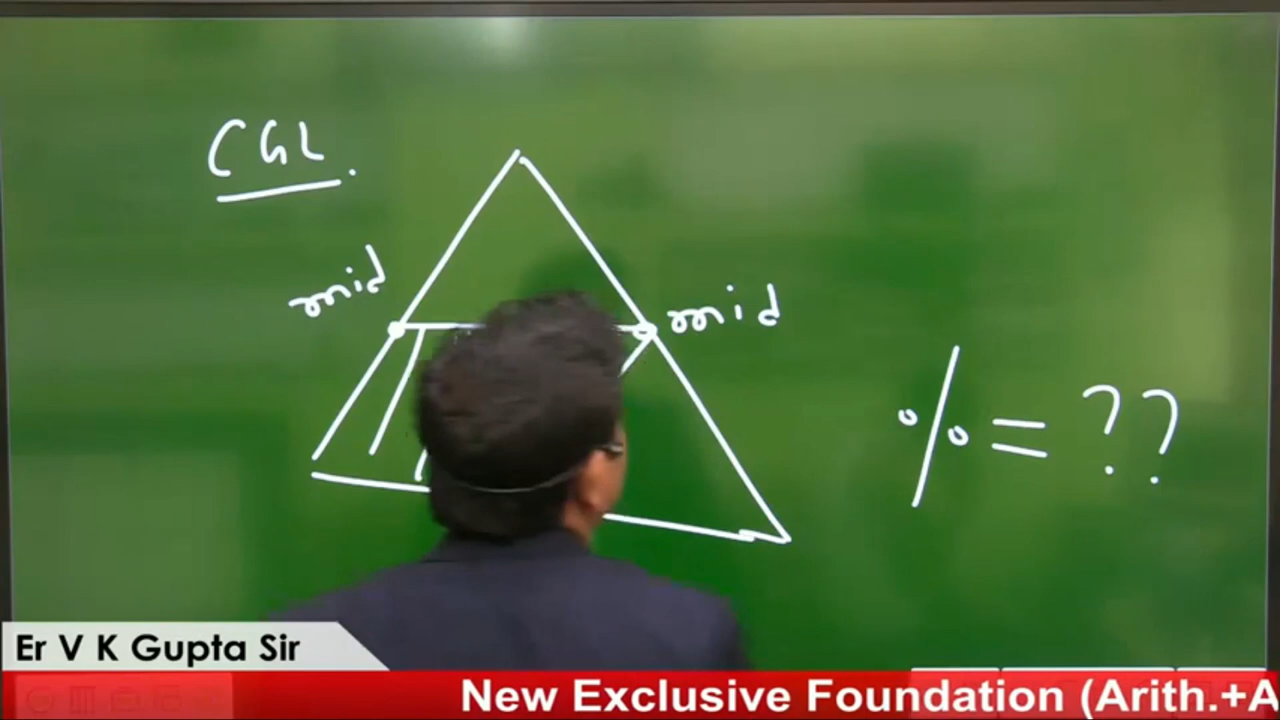 CGL.
mid
mid
% = ??
Er V K Gupta Sir
New Exclusive Foundation (Arith.+A